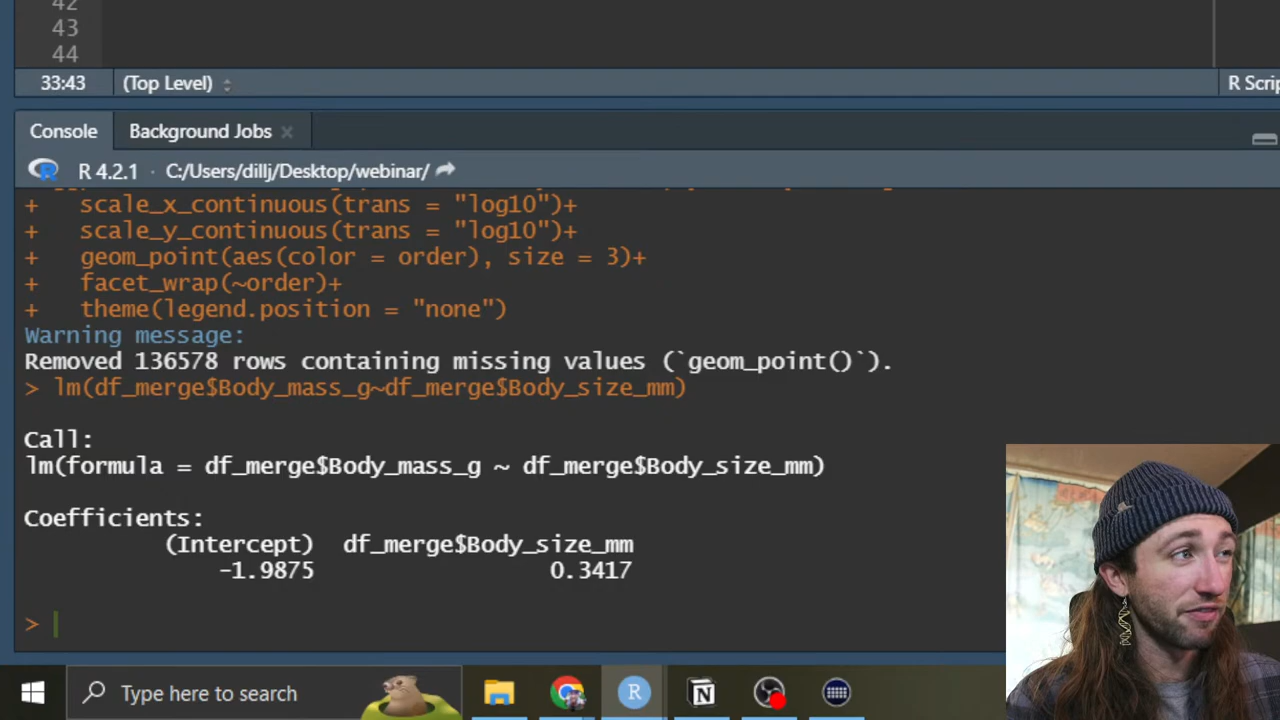 42
43
44
33:43 (Top Level) R Scrip
Console Background Jobs
R 4.2.1 · C:/Users/dillj/Desktop/webinar/
+ scale_x_continuous(trans = "log10")+
+ scale_y_continuous(trans = "log10")+
+ geom_point(aes(color = order), size = 3)+
+ facet_wrap(~order)+
+ theme(legend.position = "none")
Warning message:
Removed 136578 rows containing missing values (`geom_point()`).
> lm(df_merge$Body_mass_g~df_merge$Body_size_mm)
Call:
lm(formula = df_merge$Body_mass_g ~ df_merge$Body_size_mm)
Coefficients:
(Intercept) df_merge$Body_size_mm
-1.9875 0.3417
>
Type here to search